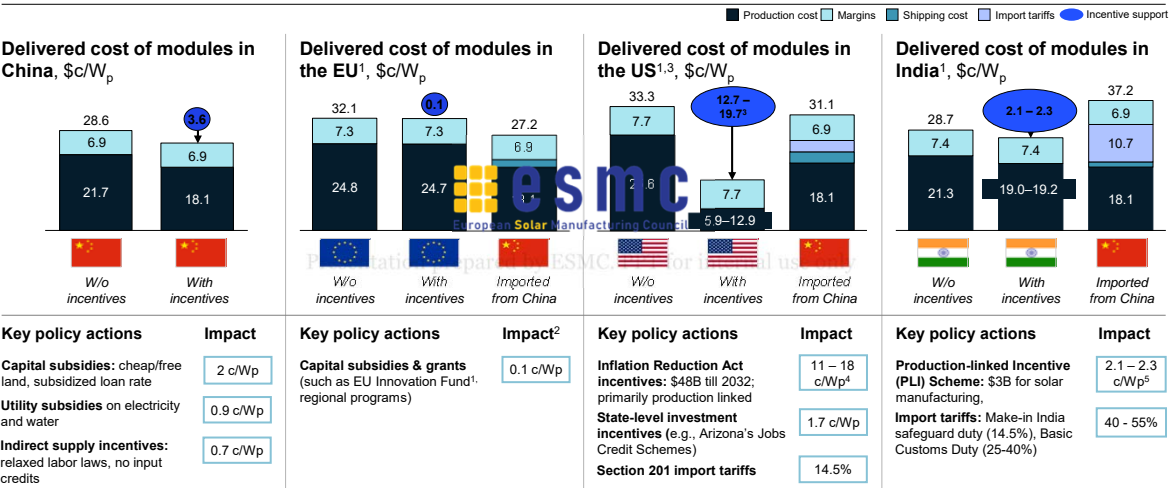 Production cost Margins Shipping cost Import tariffs Incentive support
Delivered cost of modules in
China, $c/Wp
28.6
6.9
21.7
3.6
6.9
18.1
W/o
incentives
With
incentives
Key policy actions Impact
Capital subsidies: cheap/free
land, subsidized loan rate
2 c/Wp
Utility subsidies on electricity
and water
0.9 c/Wp
Indirect supply incentives:
relaxed labor laws, no input
credits
0.7 c/Wp
Delivered cost of modules in
the EU1, $c/Wp
32.1
7.3
24.8
0.1
7.3
24.7
27.2
6.9
W/o
incentives
With
incentives
Imported
from China
Key policy actions Impact2
Capital subsidies & grants
(such as EU Innovation Fund1,
regional programs)
0.1 c/Wp
Delivered cost of modules in
the US1,3, $c/Wp
33.3
7.7
12.7 –
19.73
7.7
5.9–12.9
31.1
6.9
18.1
W/o
incentives
With
incentives
Imported
from China
Key policy actions Impact
Inflation Reduction Act
incentives: $48B till 2032;
primarily production linked
11 – 18
c/Wp4
State-level investment
incentives (e.g., Arizona's Jobs
Credit Schemes)
1.7 c/Wp
Section 201 import tariffs
14.5%
Delivered cost of modules in
India1, $c/Wp
28.7
7.4
21.3
2.1 – 2.3
7.4
19.0–19.2
37.2
6.9
10.7
18.1
W/o
incentives
With
incentives
Imported
from China
Key policy actions Impact
Production-linked Incentive
(PLI) Scheme: $3B for solar
manufacturing,
2.1 – 2.3
c/Wp5
Import tariffs: Make-in India
safeguard duty (14.5%), Basic
Customs Duty (25-40%)
40 - 55%
esmc
European Solar Manufacturing Council
Presentation prepared by ESMC. for internal use only